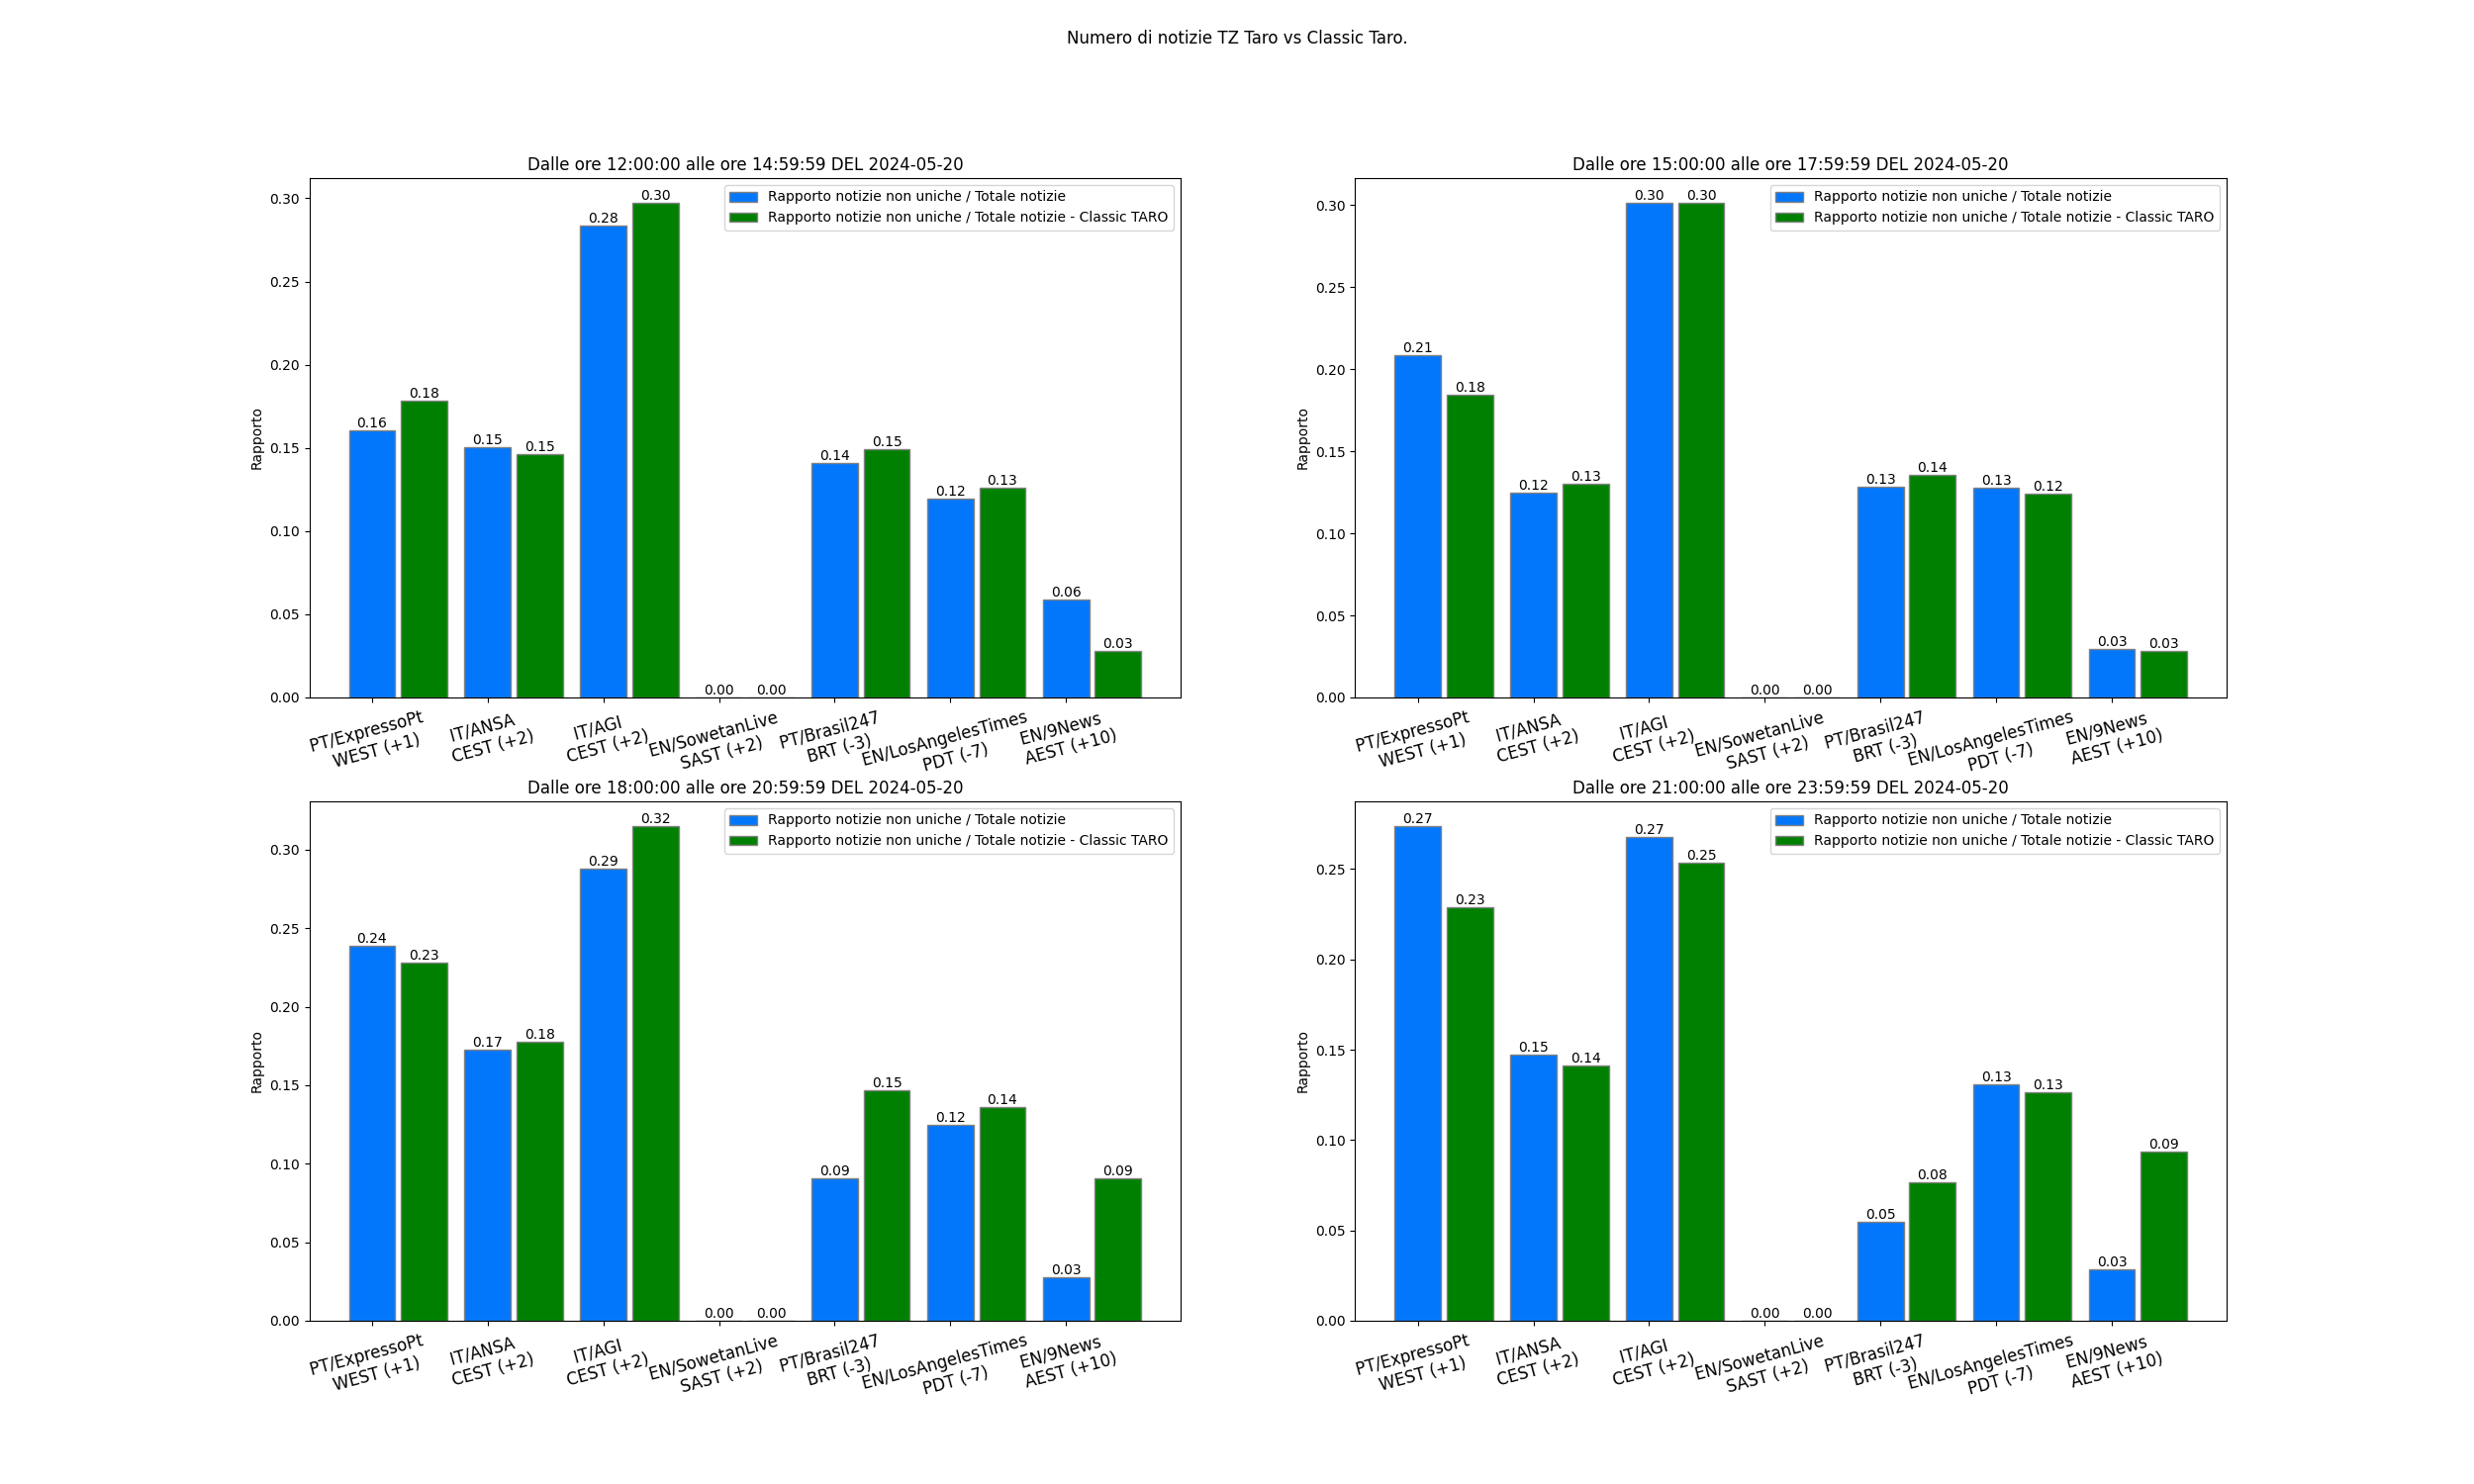 Numero di notizie TZ Taro vs Classic Taro.
Dalle ore 12:00:00 alle ore 14:59:59 DEL 2024-05-20
Rapporto notizie non uniche / Totale notizie
Rapporto notizie non uniche / Totale notizie - Classic TARO
Rapporto
0.30
0.25
0.20
0.15
0.10
0.05
0.00
0.16
0.18
0.15
0.15
0.28
0.30
0.00
0.00
0.14
0.15
0.12
0.13
0.06
0.03
PT/ExpressoPt
WEST (+1)
IT/ANSA
CEST (+2)
IT/AGI
CEST (+2)
EN/SowetanLive
SAST (+2)
PT/Brasil247
BRT (-3)
EN/LosAngelesTimes
PDT (-7)
EN/9News
AEST (+10)
Dalle ore 15:00:00 alle ore 17:59:59 DEL 2024-05-20
Rapporto notizie non uniche / Totale notizie
Rapporto notizie non uniche / Totale notizie - Classic TARO
Rapporto
0.30
0.25
0.20
0.15
0.10
0.05
0.00
0.21
0.18
0.12
0.13
0.30
0.30
0.00
0.00
0.13
0.14
0.13
0.12
0.03
0.03
PT/ExpressoPt
WEST (+1)
IT/ANSA
CEST (+2)
IT/AGI
CEST (+2)
EN/SowetanLive
SAST (+2)
PT/Brasil247
BRT (-3)
EN/LosAngelesTimes
PDT (-7)
EN/9News
AEST (+10)
Dalle ore 18:00:00 alle ore 20:59:59 DEL 2024-05-20
Rapporto notizie non uniche / Totale notizie
Rapporto notizie non uniche / Totale notizie - Classic TARO
Rapporto
0.30
0.25
0.20
0.15
0.10
0.05
0.00
0.24
0.23
0.17
0.18
0.29
0.32
0.00
0.00
0.09
0.15
0.12
0.14
0.03
0.09
PT/ExpressoPt
WEST (+1)
IT/ANSA
CEST (+2)
IT/AGI
CEST (+2)
EN/SowetanLive
SAST (+2)
PT/Brasil247
BRT (-3)
EN/LosAngelesTimes
PDT (-7)
EN/9News
AEST (+10)
Dalle ore 21:00:00 alle ore 23:59:59 DEL 2024-05-20
Rapporto notizie non uniche / Totale notizie
Rapporto notizie non uniche / Totale notizie - Classic TARO
Rapporto
0.25
0.20
0.15
0.10
0.05
0.00
0.27
0.23
0.15
0.14
0.27
0.25
0.00
0.00
0.05
0.08
0.13
0.13
0.03
0.09
PT/ExpressoPt
WEST (+1)
IT/ANSA
CEST (+2)
IT/AGI
CEST (+2)
EN/SowetanLive
SAST (+2)
PT/Brasil247
BRT (-3)
EN/LosAngelesTimes
PDT (-7)
EN/9News
AEST (+10)